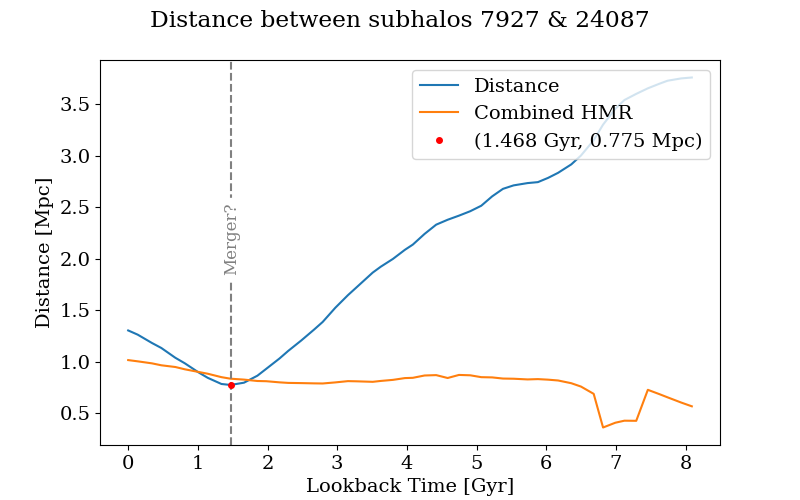 Distance between subhalos 7927 & 24087
Distance
Combined HMR
(1.468 Gyr, 0.775 Mpc)
Merger?
Distance [Mpc]
3.5
3.0
2.5
2.0
1.5
1.0
0.5
0 1 2 3 4 5 6 7 8
Lookback Time [Gyr]